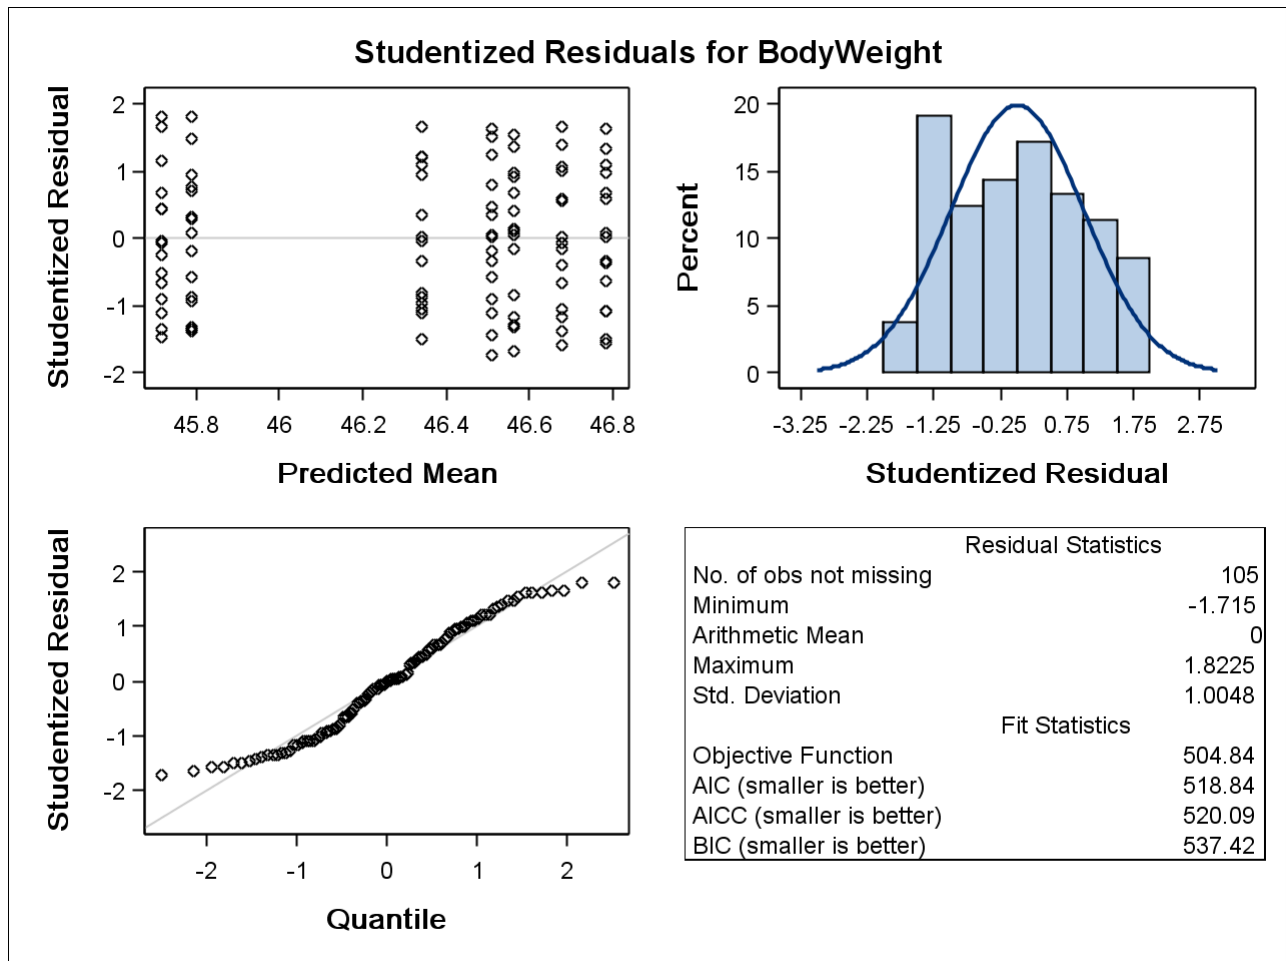 Studentized Residuals for BodyWeight
Studentized Residual
2
1
0
-1
-2
45.8 46 46.2 46.4 46.6 46.8
Predicted Mean
Percent
20
15
10
5
0
-3.25 -2.25 -1.25 -0.25 0.75 1.75 2.75
Studentized Residual
Studentized Residual
2
1
0
-1
-2
-2 -1 0 1 2
Quantile
Residual Statistics
No. of obs not missing 105
Minimum -1.715
Arithmetic Mean 0
Maximum 1.8225
Std. Deviation 1.0048
Fit Statistics
Objective Function 504.84
AIC (smaller is better) 518.84
AICC (smaller is better) 520.09
BIC (smaller is better) 537.42